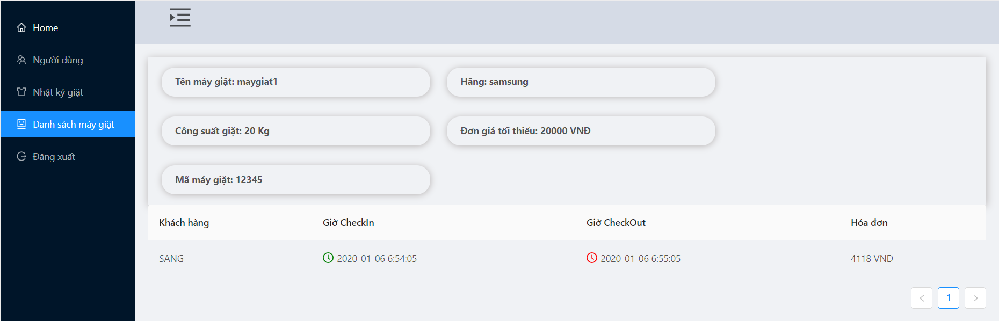 Home
Người dùng
Nhật ký giặt
Danh sách máy giặt
Đăng xuất
Tên máy giặt: maygiat1
Hãng: samsung
Công suất giặt: 20 Kg
Đơn giá tối thiểu: 20000 VNĐ
Mã máy giặt: 12345
Khách hàng Giờ CheckIn Giờ CheckOut Hóa đơn
SANG 2020-01-06 6:54:05 2020-01-06 6:55:05 4118 VND
1